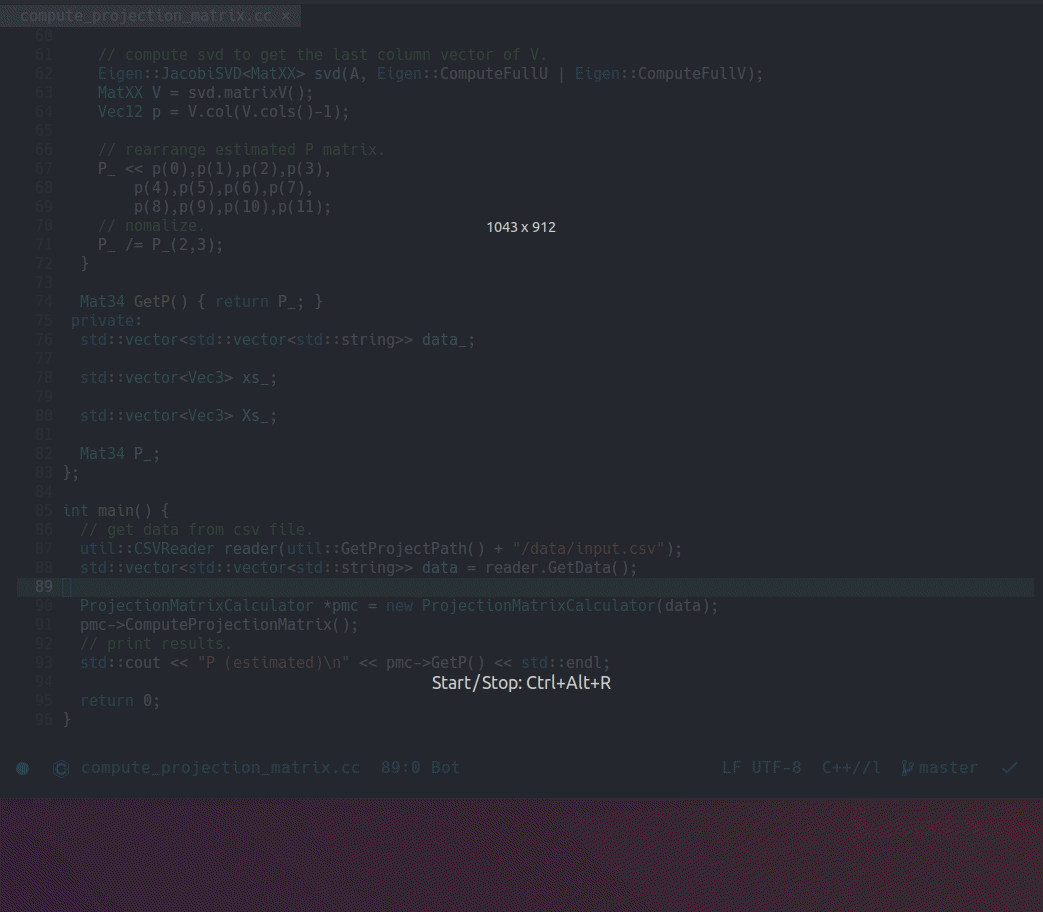 compute_projection_matrix.cc ×
60
61 // compute svd to get the last column vector of V.
62 Eigen::JacobiSVD<MatXX> svd(A, Eigen::ComputeFullU | Eigen::ComputeFullV);
63 MatXX V = svd.matrixV();
64 Vec12 p = V.col(V.cols()-1);
65
66 // rearrange estimated P matrix.
67 P_ << p(0),p(1),p(2),p(3),
68 p(4),p(5),p(6),p(7),
69 p(8),p(9),p(10),p(11);
70 // nomalize.
71 P_ /= P_(2,3);
72 }
73
74 Mat34 GetP() { return P_; }
75 private:
76 std::vector<std::vector<std::string>> data_;
77
78 std::vector<Vec3> xs_;
79
80 std::vector<Vec3> Xs_;
81
82 Mat34 P_;
83 };
84
85 int main() {
86 // get data from csv file.
87 util::CSVReader reader(util::GetProjectPath() + "/data/input.csv");
88 std::vector<std::vector<std::string>> data = reader.GetData();
89
90 ProjectionMatrixCalculator *pmc = new ProjectionMatrixCalculator(data);
91 pmc->ComputeProjectionMatrix();
92 // print results.
93 std::cout << "P (estimated)\n" << pmc->GetP() << std::endl;
94
95 return 0;
96 }
1043 x 912
Start/Stop: Ctrl+Alt+R
compute_projection_matrix.cc 89:0 Bot LF UTF-8 C++//l master